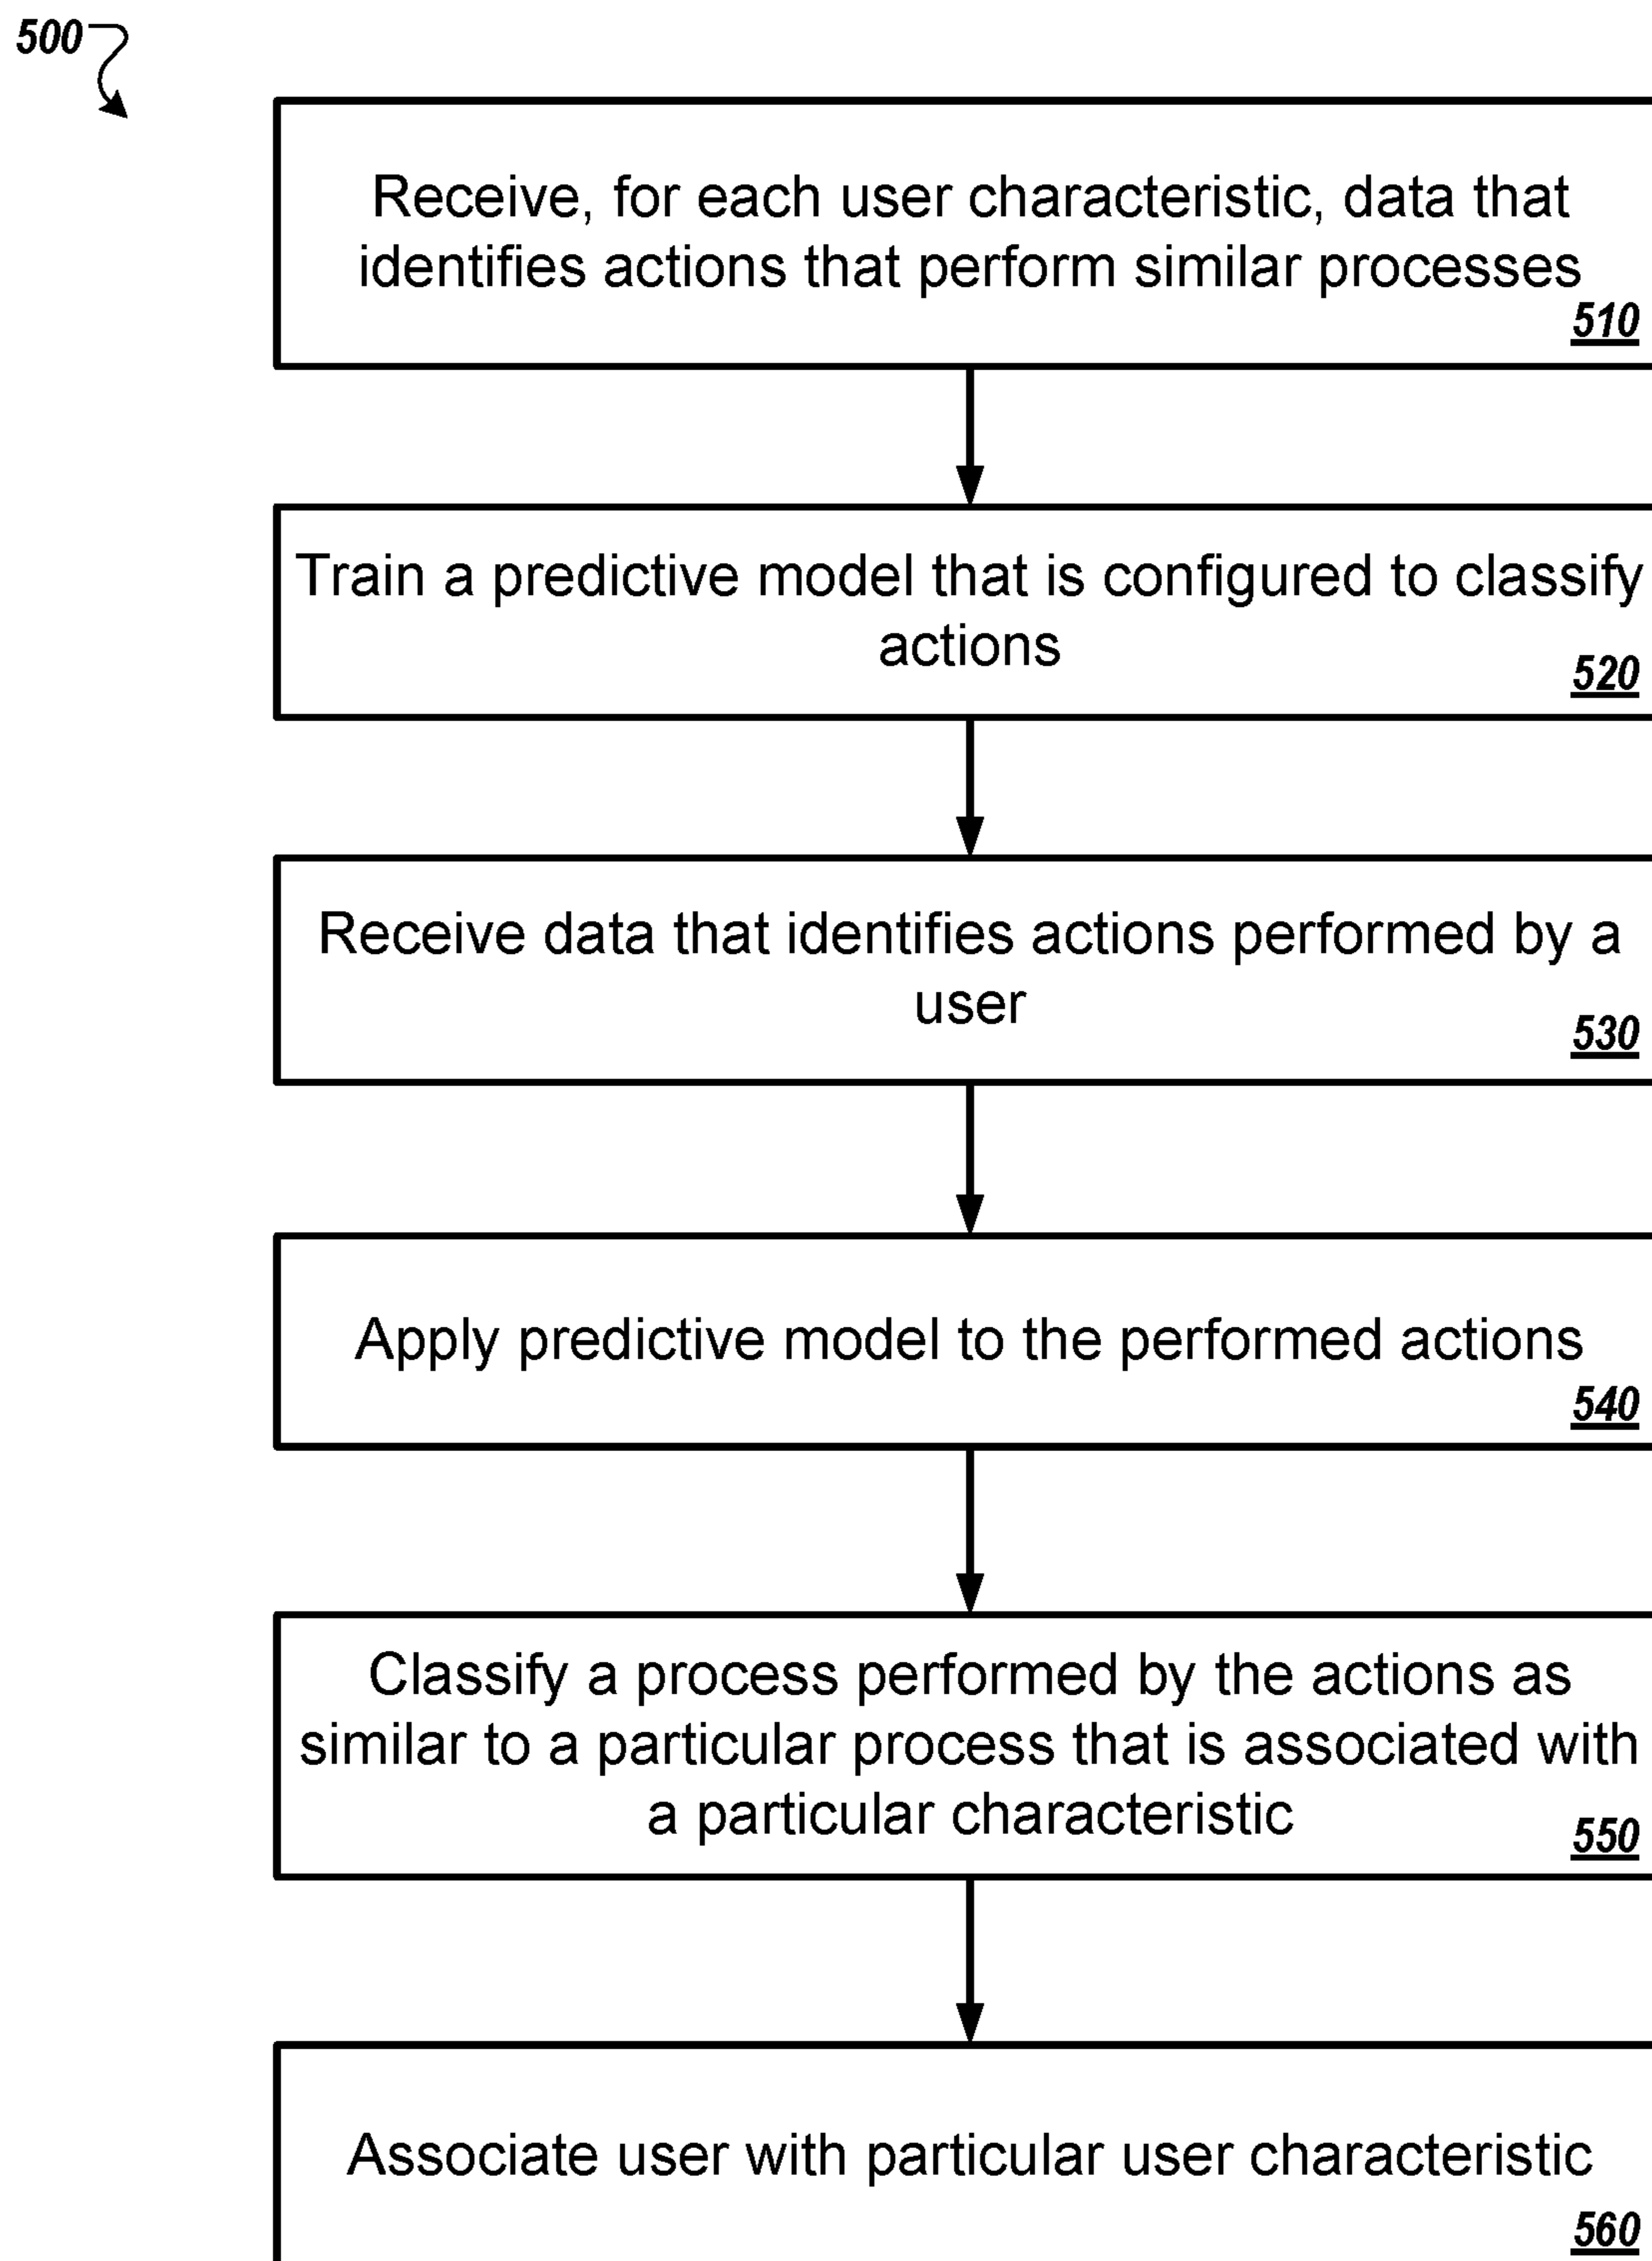 500
Receive, for each user characteristic, data that
identifies actions that perform similar processes
510
Train a predictive model that is configured to classify
actions
520
Receive data that identifies actions performed by a
user
530
Apply predictive model to the performed actions
540
Classify a process performed by the actions as
similar to a particular process that is associated with
a particular characteristic
550
Associate user with particular user characteristic
560